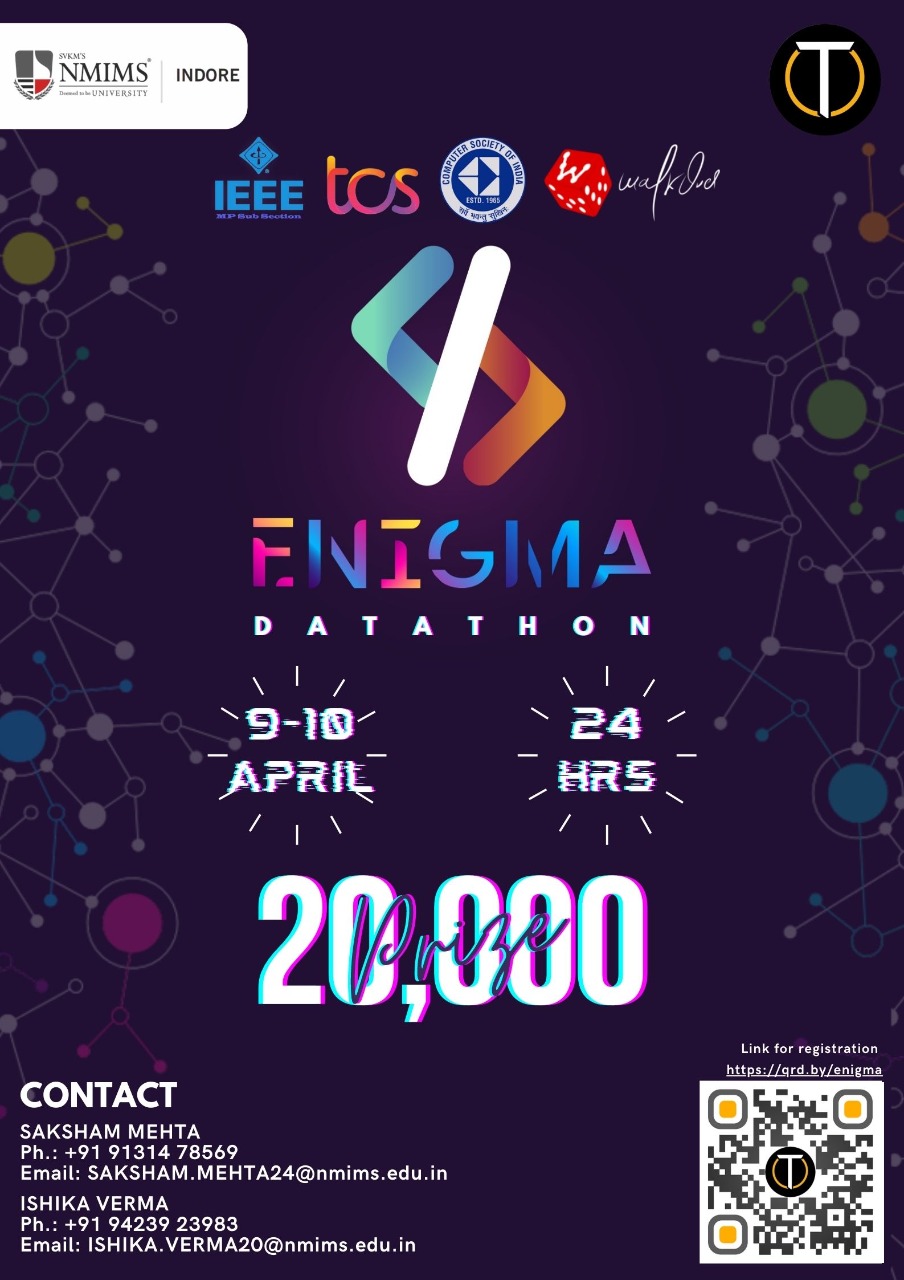 SVKM'S
NMIMS
Deemed to be UNIVERSITY
INDORE
T
IEEE
MP Sub Section
tcs
COMPUTER SOCIETY OF INDIA
ESTD. 1965
W
ENIGMA
DATATHON
9-10
APRIL
24
HRS
20,000
Prize
Link for registration
https://qrd.by/enigma
CONTACT
SAKSHAM MEHTA
Ph.: +91 91314 78569
Email: SAKSHAM.MEHTA24@nmims.edu.in
ISHIKA VERMA
Ph.: +91 94239 23983
Email: ISHIKA.VERMA20@nmims.edu.in
T